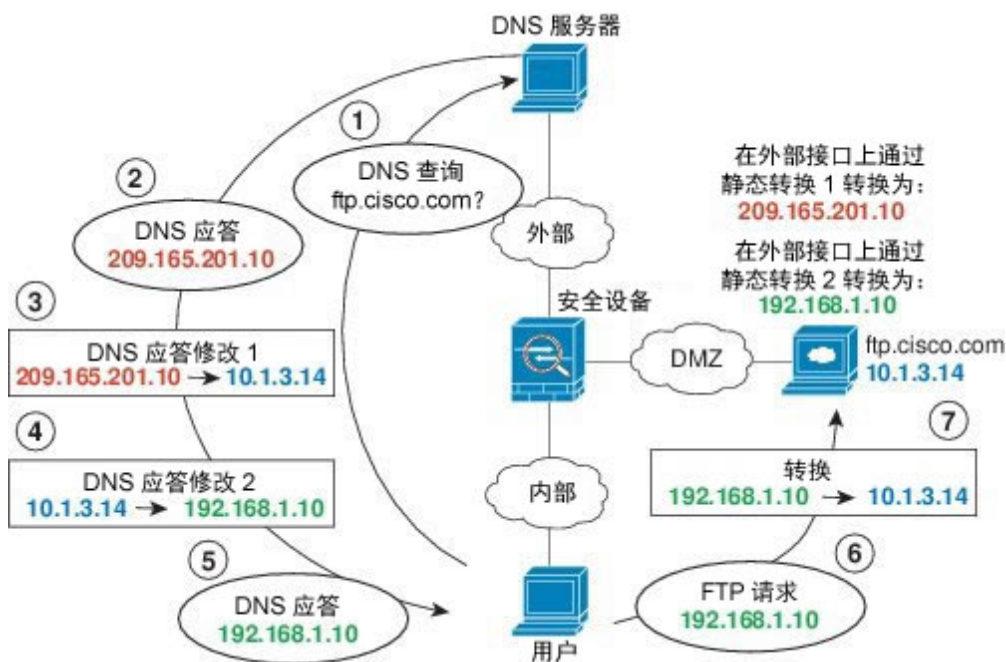 DNS 服务器
①
DNS 查询
ftp.cisco.com?
②
DNS 应答
209.165.201.10
外部
在外部接口上通过
静态转换 1 转换为：
209.165.201.10
在外部接口上通过
静态转换 2 转换为：
192.168.1.10
③
DNS 应答修改 1
209.165.201.10 → 10.1.3.14
安全设备
DMZ
ftp.cisco.com
10.1.3.14
④
DNS 应答修改 2
10.1.3.14 → 192.168.1.10
内部
⑦
转换
192.168.1.10 → 10.1.3.14
⑤
DNS 应答
192.168.1.10
用户
⑥
FTP 请求
192.168.1.10